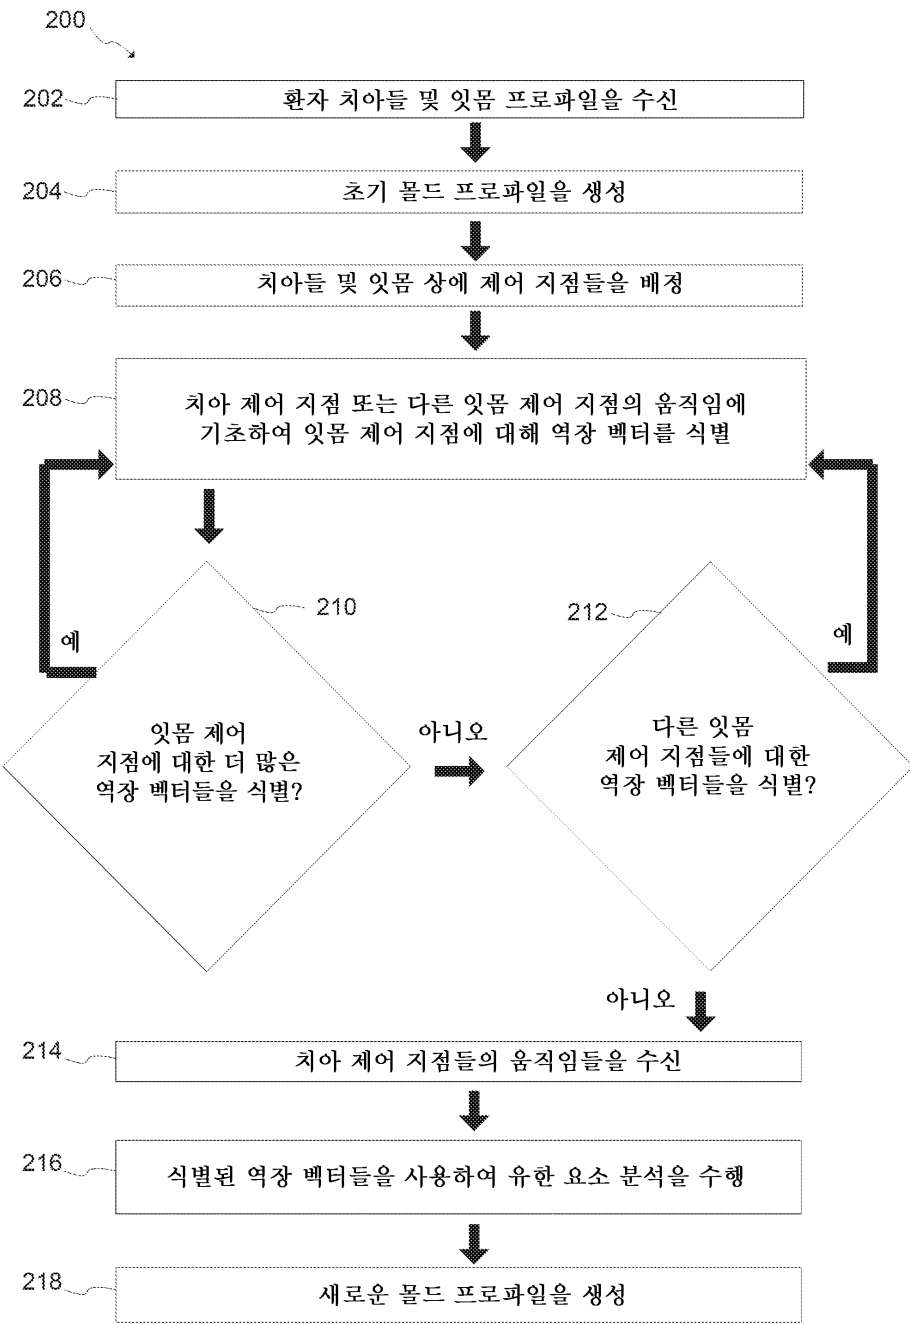 200
202
환자 치아들 및 잇몸 프로파일을 수신
204
초기 몰드 프로파일을 생성
206
치아들 및 잇몸 상에 제어 지점들을 배정
208
치아 제어 지점 또는 다른 잇몸 제어 지점의 움직임에
기초하여 잇몸 제어 지점에 대해 역장 벡터를 식별
210
예
잇몸 제어
지점에 대한 더 많은
역장 벡터들을 식별?
아니오
212
예
다른 잇몸
제어 지점들에 대한
역장 벡터들을 식별?
아니오
214
치아 제어 지점들의 움직임들을 수신
216
식별된 역장 벡터들을 사용하여 유한 요소 분석을 수행
218
새로운 몰드 프로파일을 생성